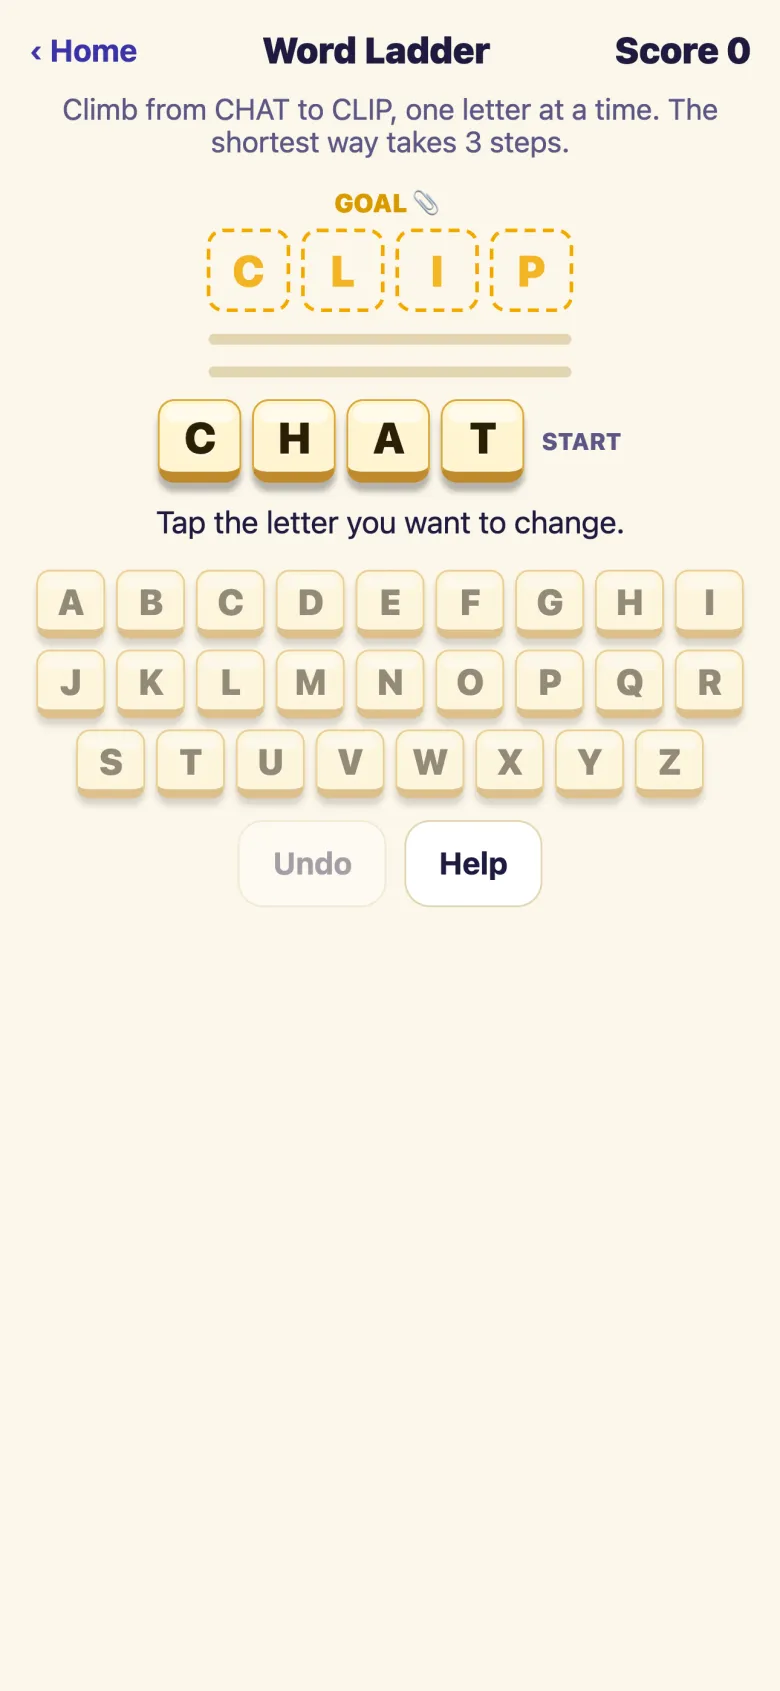 ‹ Home Word Ladder Score 0
Climb from CHAT to CLIP, one letter at a time. The
shortest way takes 3 steps.
GOAL 📎
C L I P
C H A T START
Tap the letter you want to change.
A B C D E F G H I
J K L M N O P Q R
S T U V W X Y Z
Undo Help